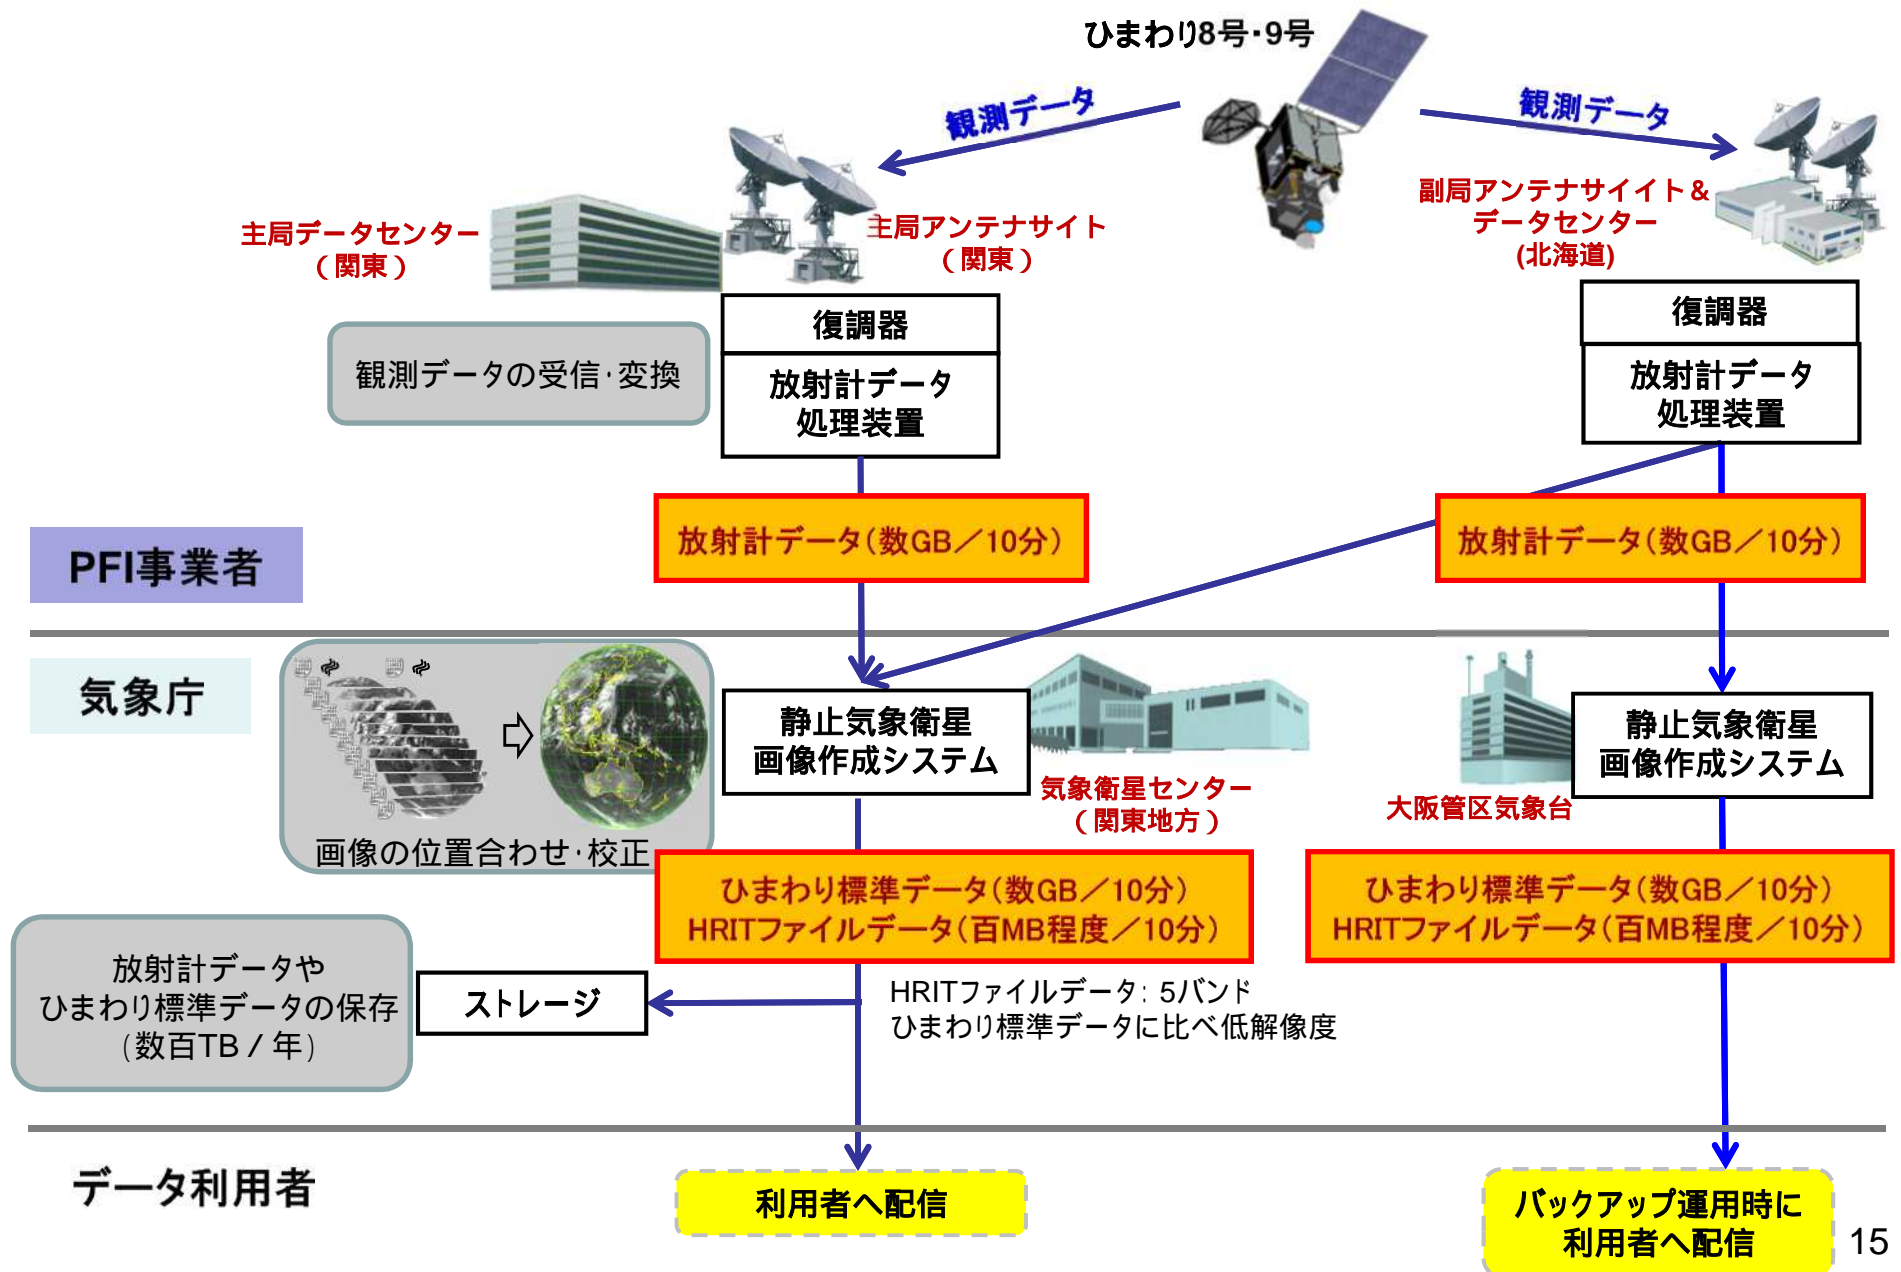 ひまわり8号･9号
観測データ
観測データ
主局データセンター
（関東）
主局アンテナサイト
（関東）
副局アンテナサイイト＆
データセンター
(北海道)
復調器
放射計データ
処理装置
復調器
放射計データ
処理装置
観測データの受信･変換
放射計データ(数GB／10分)
放射計データ(数GB／10分)
PFI事業者
気象庁
画像の位置合わせ･校正
静止気象衛星
画像作成システム
気象衛星センター
（関東地方）
大阪管区気象台
静止気象衛星
画像作成システム
ひまわり標準データ(数GB／10分)
HRITファイルデータ(百MB程度／10分)
ひまわり標準データ(数GB／10分)
HRITファイルデータ(百MB程度／10分)
放射計データや
ひまわり標準データの保存
（数百TB / 年）
ストレージ
HRITファイルデータ: 5バンド
ひまわり標準データに比べ低解像度
データ利用者
利用者へ配信
バックアップ運用時に
利用者へ配信
15